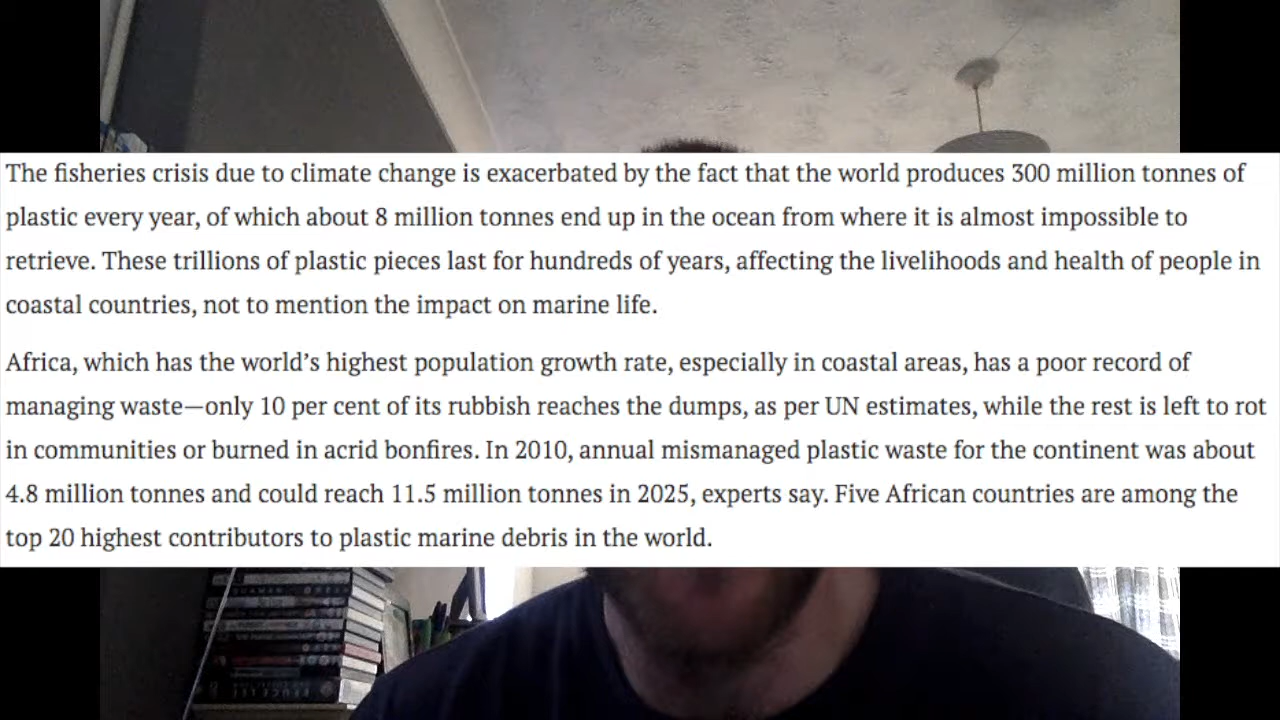 The fisheries crisis due to climate change is exacerbated by the fact that the world produces 300 million tonnes of
plastic every year, of which about 8 million tonnes end up in the ocean from where it is almost impossible to
retrieve. These trillions of plastic pieces last for hundreds of years, affecting the livelihoods and health of people in
coastal countries, not to mention the impact on marine life.
Africa, which has the world’s highest population growth rate, especially in coastal areas, has a poor record of
managing waste—only 10 per cent of its rubbish reaches the dumps, as per UN estimates, while the rest is left to rot
in communities or burned in acrid bonfires. In 2010, annual mismanaged plastic waste for the continent was about
4.8 million tonnes and could reach 11.5 million tonnes in 2025, experts say. Five African countries are among the
top 20 highest contributors to plastic marine debris in the world.